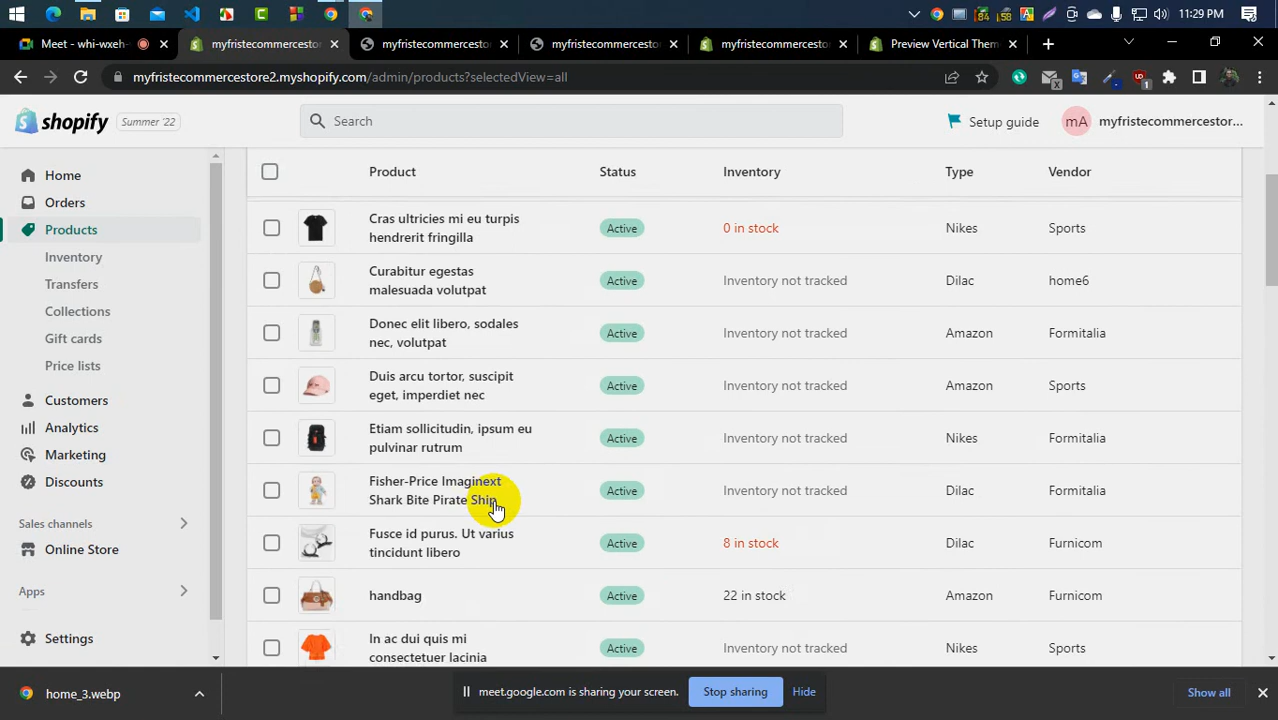 11:29 PM
84
58
Meet - whi-wxeh-
myfristecommercestor
myfristecommercestor
myfristecommercestor
myfristecommercestor
Preview Vertical Them
myfristecommercestore2.myshopify.com/admin/products?selectedView=all
X
1
shopify
Summer '22
Search
Setup guide
mA
myfristecommercestor...
Home
Orders
Products
Inventory
Transfers
Collections
Gift cards
Price lists
Customers
Analytics
Marketing
Discounts
Sales channels
Online Store
Apps
Settings
Product Status Inventory Type Vendor
Cras ultricies mi eu turpis
hendrerit fringilla
Active 0 in stock Nikes Sports
Curabitur egestas
malesuada volutpat
Active Inventory not tracked Dilac home6
Donec elit libero, sodales
nec, volutpat
Active Inventory not tracked Amazon Formitalia
Duis arcu tortor, suscipit
eget, imperdiet nec
Active Inventory not tracked Amazon Sports
Etiam sollicitudin, ipsum eu
pulvinar rutrum
Active Inventory not tracked Nikes Formitalia
Fisher-Price Imaginext
Shark Bite Pirate Ship
Active Inventory not tracked Dilac Formitalia
Fusce id purus. Ut varius
tincidunt libero
Active 8 in stock Dilac Furnicom
handbag Active 22 in stock Amazon Furnicom
In ac dui quis mi
consectetuer lacinia
Active Inventory not tracked Nikes Sports
home_3.webp
meet.google.com is sharing your screen.
Stop sharing
Hide
Show all